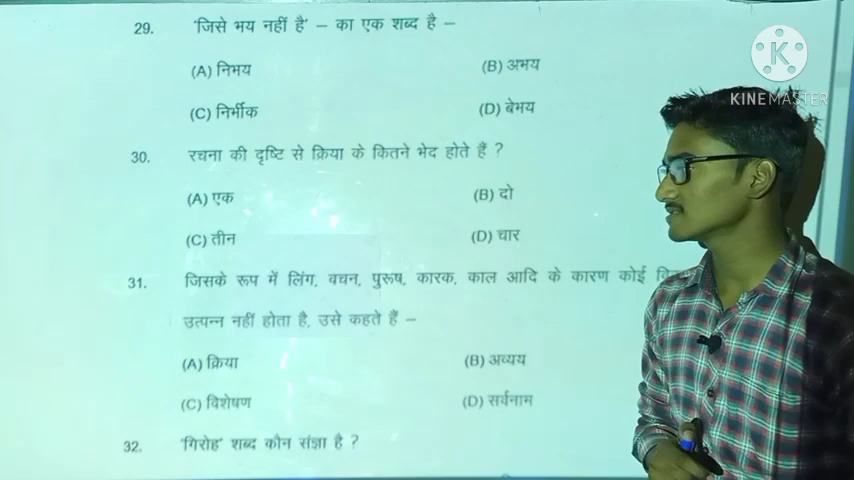 29. 'जिसे भय नहीं है' – का एक शब्द है –
(A) निभय (B) अभय
(C) निर्भीक (D) बेभय
30. रचना की दृष्टि से क्रिया के कितने भेद होते हैं ?
(A) एक (B) दो
(C) तीन (D) चार
31. जिसके रूप में लिंग, वचन, पुरूष, कारक, काल आदि के कारण कोई
उत्पन्न नहीं होता है, उसे कहते हैं –
(A) क्रिया (B) अव्यय
(C) विशेषण (D) सर्वनाम
32. 'गिरोह' शब्द कौन संज्ञा है ?
K
KINEMASTER